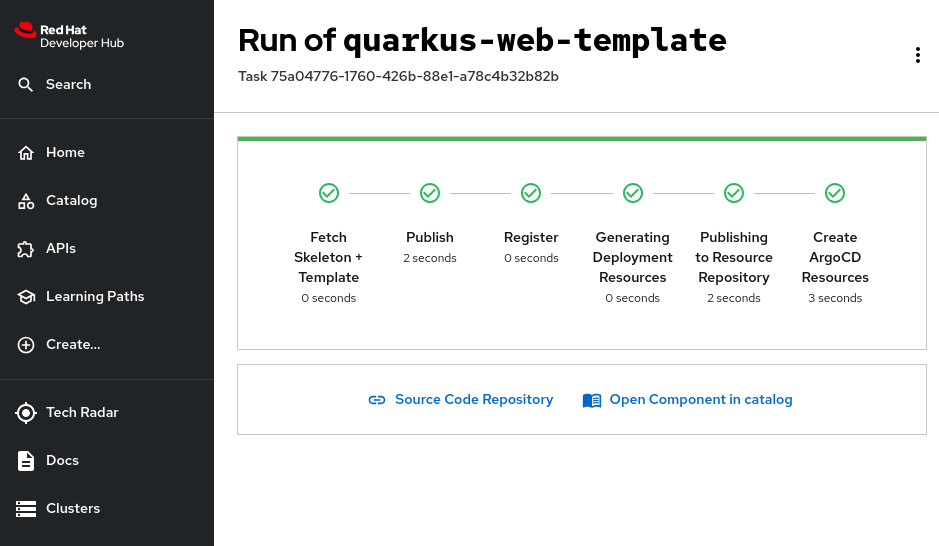 Red Hat
Developer Hub
Search
Home
Catalog
APIs
Learning Paths
Create...
Tech Radar
Docs
Clusters
Run of quarkus-web-template
Task 75a04776-1760-426b-88e1-a78c4b32b82b
Fetch
Skeleton +
Template
0 seconds
Publish
2 seconds
Register
0 seconds
Generating
Deployment
Resources
0 seconds
Publishing
to Resource
Repository
2 seconds
Create
ArgoCD
Resources
3 seconds
Source Code Repository
Open Component in catalog